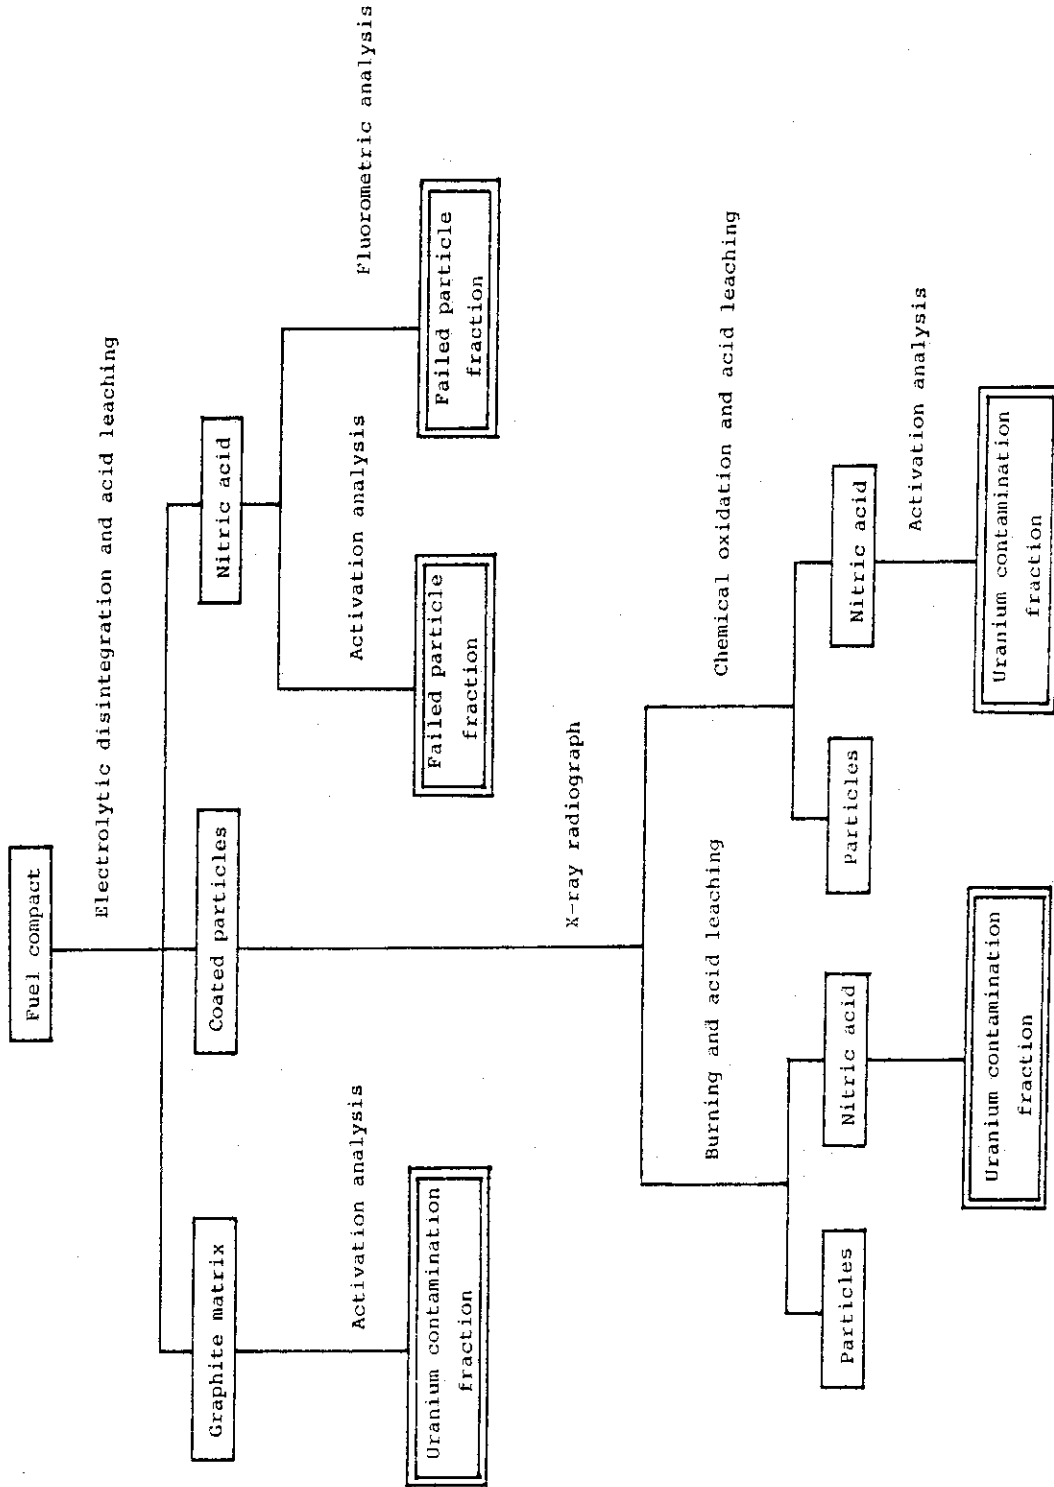 Fuel compact
Electrolytic disintegration and acid leaching
Graphite matrix
Coated particles
Nitric acid
Activation analysis
Activation analysis
Fluorometric analysis
Uranium contamination
fraction
Failed particle
fraction
Failed particle
fraction
X-ray radiograph
Burning and acid leaching
Chemical oxidation and acid leaching
Particles
Nitric acid
Particles
Nitric acid
Activation analysis
Uranium contamination
fraction
Uranium contamination
fraction